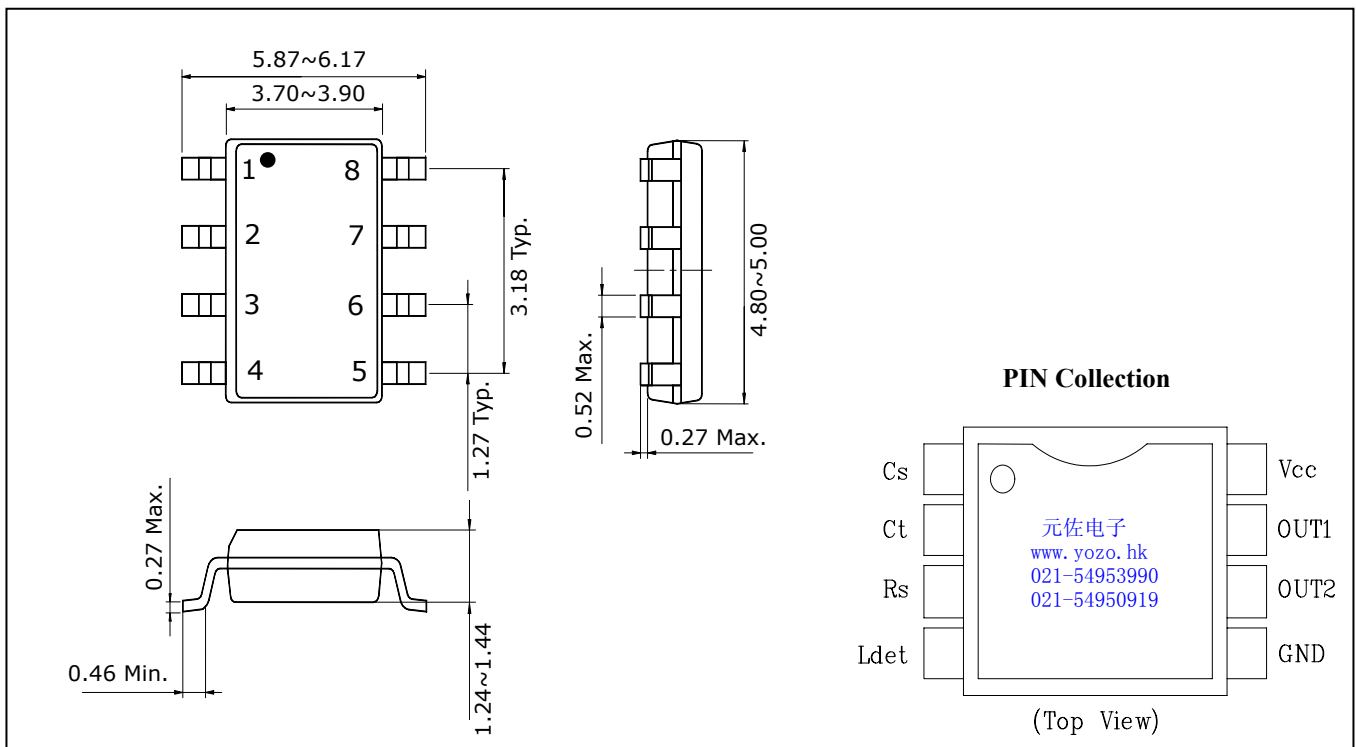 5.87~6.17
3.70~3.90
1 8
2 7
3 6
4 5
3.18 Typ.
1.27 Typ.
4.80~5.00
0.52 Max.
0.27 Max.
0.27 Max.
0.46 Min.
1.24~1.44
PIN Collection
Cs Vcc
Ct OUT1
Rs OUT2
Ldet GND
元佐电子
www.yozo.hk
021-54953990
021-54950919
(Top View)